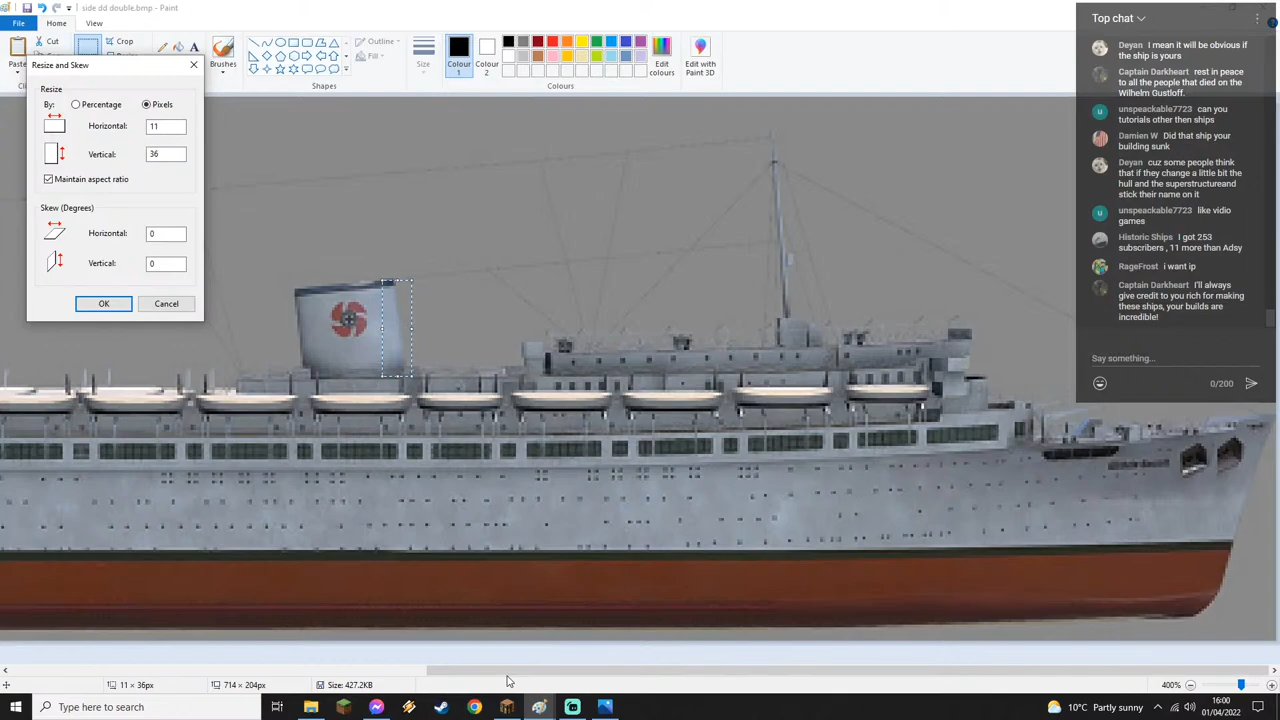 side dd double.bmp - Paint
File
Home
View
Cut
Crop
Paste
Brushes
Outline
Fill
Size
Colour 1
Colour 2
Edit colours
Edit with Paint 3D
Shapes
Colours
Resize and Skew
Resize
By:
Percentage
Pixels
Horizontal:
11
Vertical:
36
Maintain aspect ratio
Skew (Degrees)
Horizontal:
0
Vertical:
0
OK
Cancel
Top chat
Deyan I mean it will be obvious if
the ship is yours
Captain Darkheart rest in peace
to all the people that died on the
Wilhelm Gustloff.
unspeackable7723 can you
tutorials other then ships
Damien W Did that ship your
building sunk
Deyan cuz some people think
that if they change a little bit the
hull and the superstructureand
stick their name on it
unspeackable7723 like vidio
games
Historic Ships I got 253
subscribers , 11 more than Adsy
RageFrost i want ip
Captain Darkheart I'll always
give credit to you rich for making
these ships, your builds are
incredible!
Say something...
0/200
11 × 36px
714 × 204px
Size: 427.2KB
400%
Type here to search
10°C Partly sunny
16:00
01/04/2022